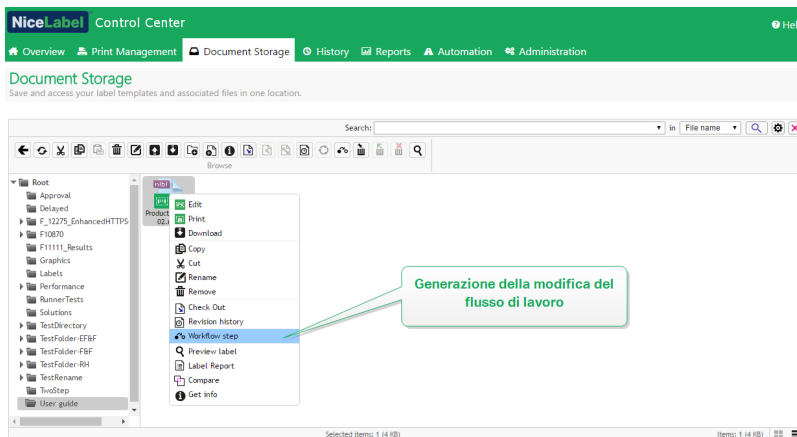 NiceLabel Control Center
Help
Overview Print Management Document Storage History Reports Automation Administration
Document Storage
Save and access your label templates and associated files in one location.
Search: in File name
Browse
Root
Approval
Delayed
F_12275_EnhancedHTTPS
F10870
F11111_Results
Graphics
Labels
Performance
RunnerTests
Solutions
TestDirectory
TestFolder-EF&F
TestFolder-F&F
TestFolder-RH
TestRename
TwoStep
User guide
nlbl
Product
02.
Edit
Print
Download
Copy
Cut
Rename
Remove
Check Out
Revision history
Workflow step
Preview label
Label Report
Compare
Get info
Generazione della modifica del
flusso di lavoro
Selected items: 1 (4 KB)
Items: 1 (4 KB)